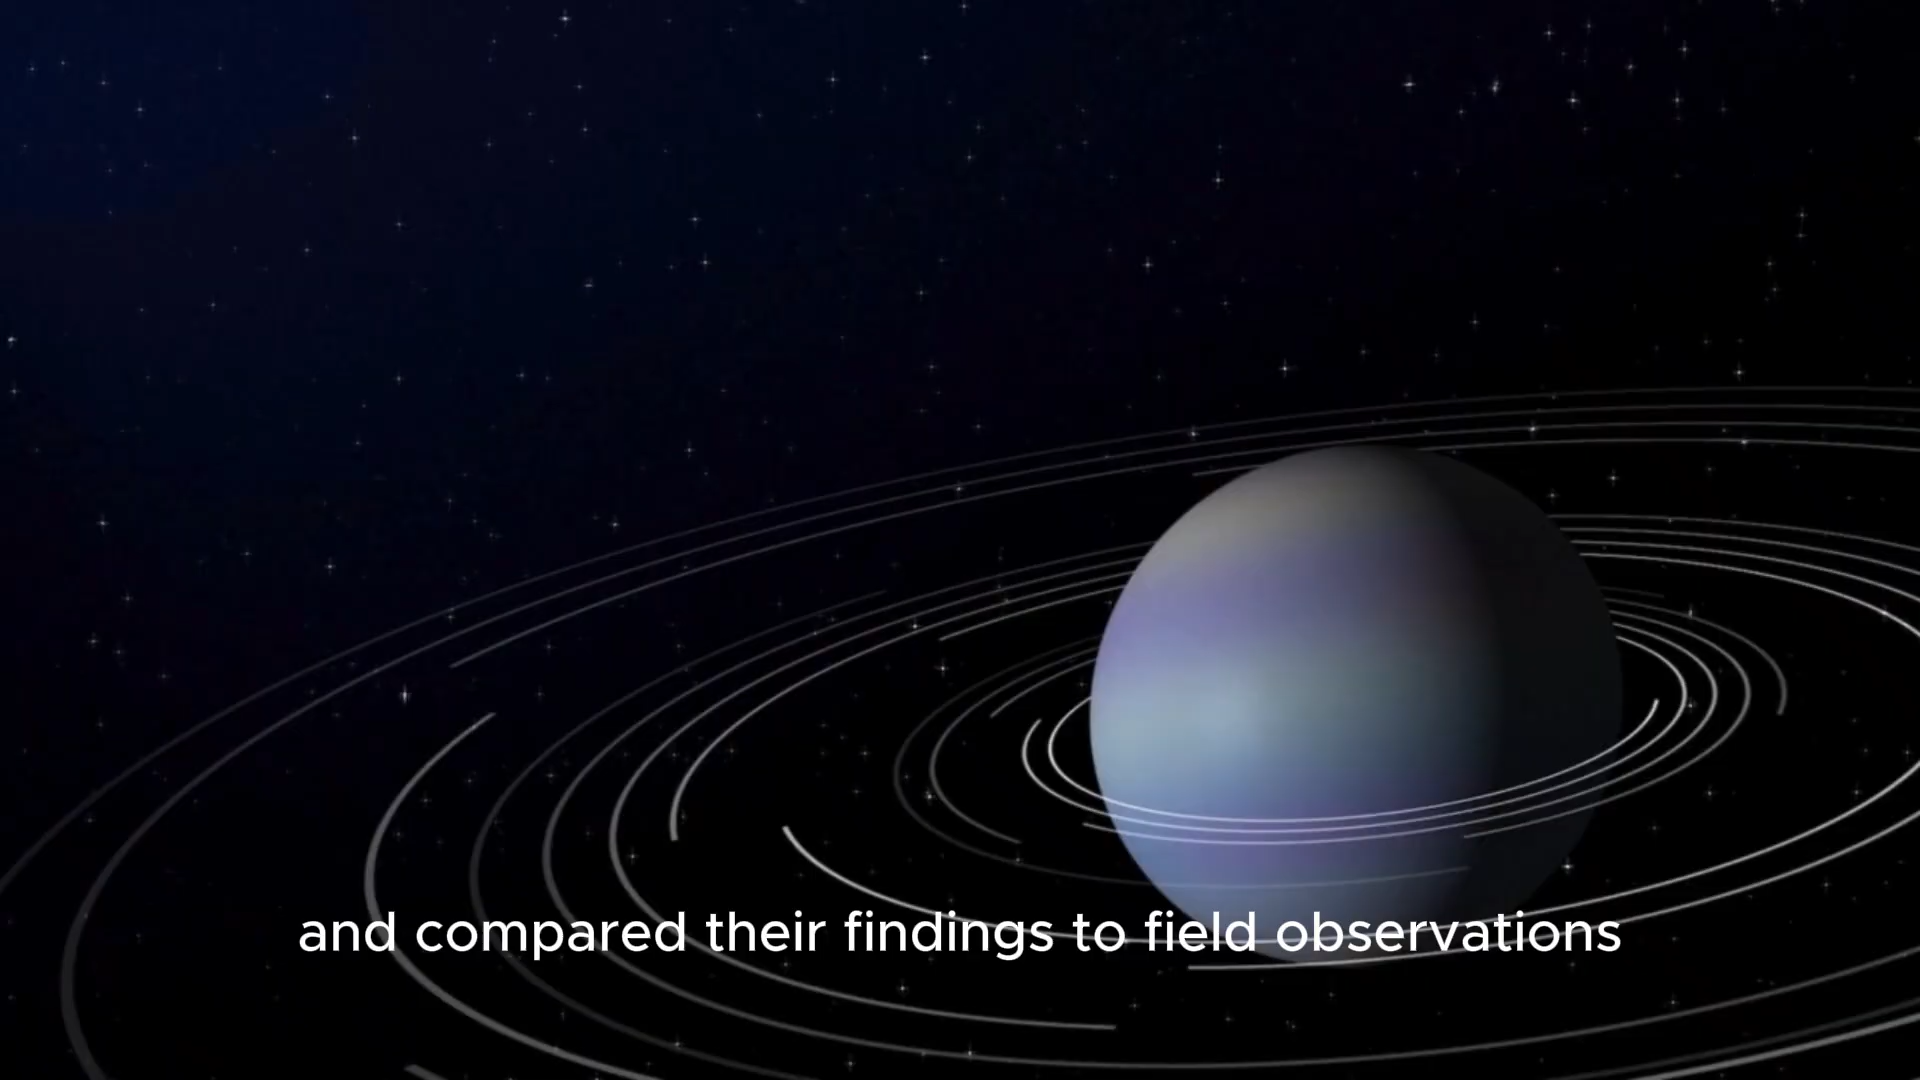 and compared their findings to field observations